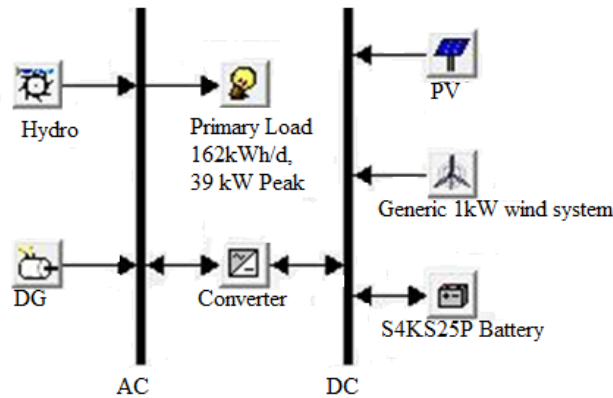 Hydro
Primary Load
162kWh/d,
39 kW Peak
PV
Generic 1kW wind system
DG
Converter
S4KS25P Battery
AC
DC